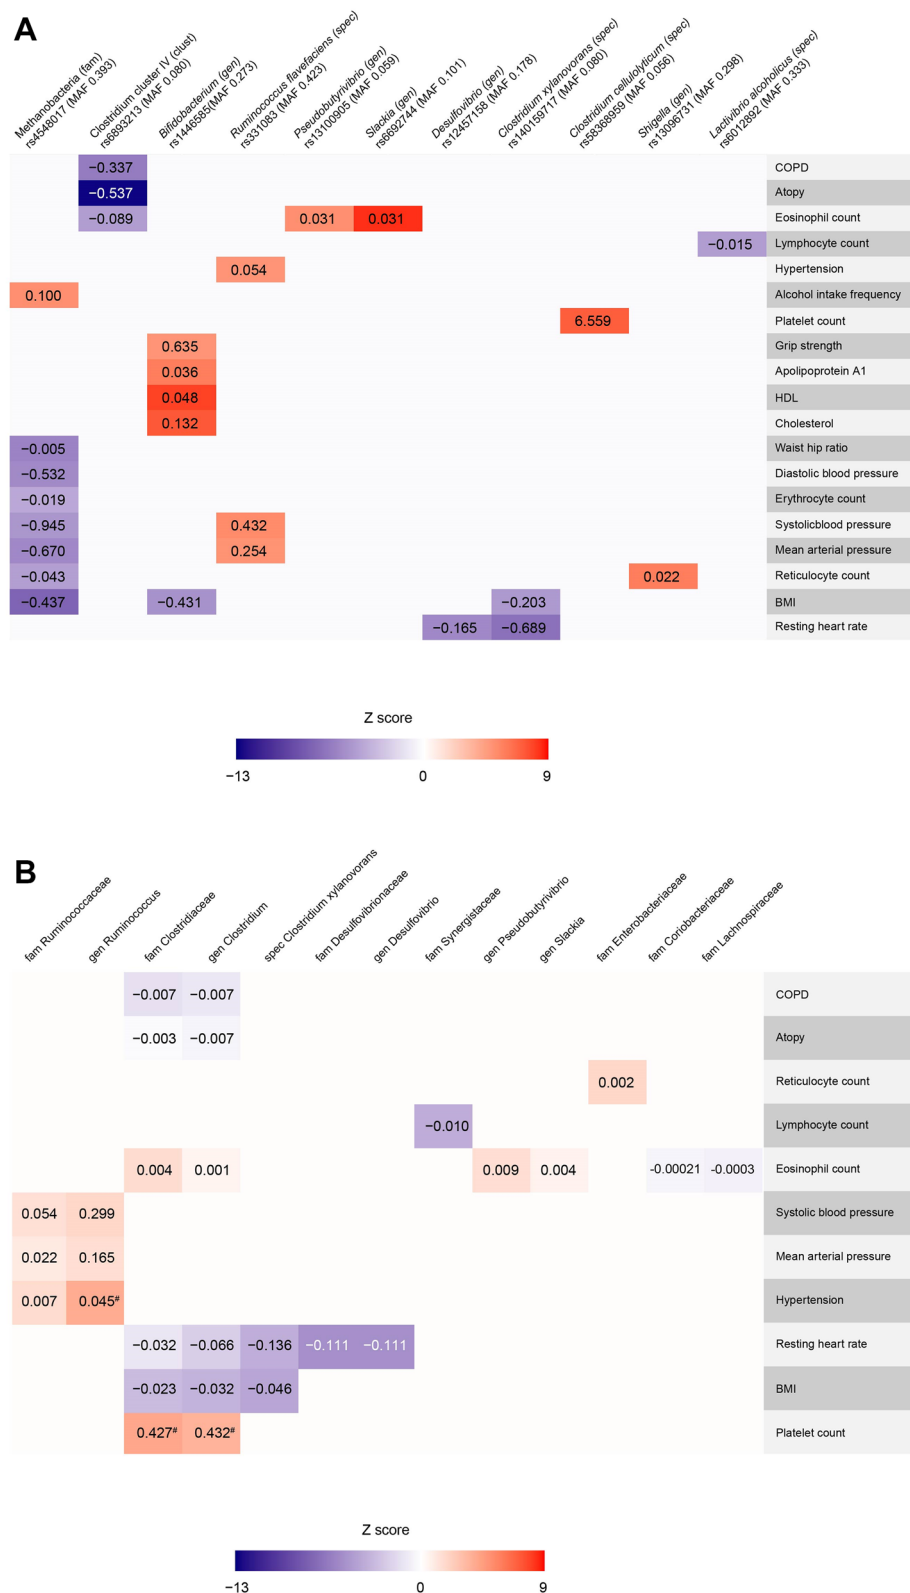 A
Methanobacteria (fam)
rs4548017 (MAF 0.393)
Clostridium cluster IV (clust)
rs6893213 (MAF 0.080)
Bifidobacterium (gen)
rs1446585(MAF 0.273)
Ruminococcus flavefaciens (spec)
rs331083 (MAF 0.423)
Pseudobutyrivibrio (gen)
rs13100905 (MAF 0.059)
Slackia (gen)
rs6692744 (MAF 0.101)
Desulfovibrio (gen)
rs12457158 (MAF 0.178)
Clostridium xylanovorans (spec)
rs140159717 (MAF 0.080)
Clostridium cellulolyticum (spec)
rs58368959 (MAF 0.056)
Shigella (gen)
rs13096731 (MAF 0.298)
Lactivibrio alcoholicus (spec)
rs6012892 (MAF 0.333)
−0.337 COPD
−0.537 Atopy
−0.089 0.031 0.031 Eosinophil count
−0.015 Lymphocyte count
0.054 Hypertension
0.100 Alcohol intake frequency
6.559 Platelet count
0.635 Grip strength
0.036 Apolipoprotein A1
0.048 HDL
0.132 Cholesterol
−0.005 Waist hip ratio
−0.532 Diastolic blood pressure
−0.019 Erythrocyte count
−0.945 0.432 Systolicblood pressure
−0.670 0.254 Mean arterial pressure
−0.043 0.022 Reticulocyte count
−0.437 −0.431 −0.203 BMI
−0.165 −0.689 Resting heart rate
Z score
−13 0 9
B
fam Ruminococcaceae
gen Ruminococcus
fam Clostridiaceae
gen Clostridium
spec Clostridium xylanovorans
fam Desulfovibrionaceae
gen Desulfovibrio
fam Synergistaceae
gen Pseudobutyrivibrio
gen Slackia
fam Enterobacteriaceae
fam Coriobacteriaceae
fam Lachnospiraceae
−0.007 −0.007 COPD
−0.003 −0.007 Atopy
0.002 Reticulocyte count
−0.010 Lymphocyte count
0.004 0.001 0.009 0.004 -0.00021 -0.0003 Eosinophil count
0.054 0.299 Systolic blood pressure
0.022 0.165 Mean arterial pressure
0.007 0.045# Hypertension
−0.032 −0.066 −0.136 −0.111 −0.111 Resting heart rate
−0.023 −0.032 −0.046 BMI
0.427# 0.432# Platelet count
Z score
−13 0 9